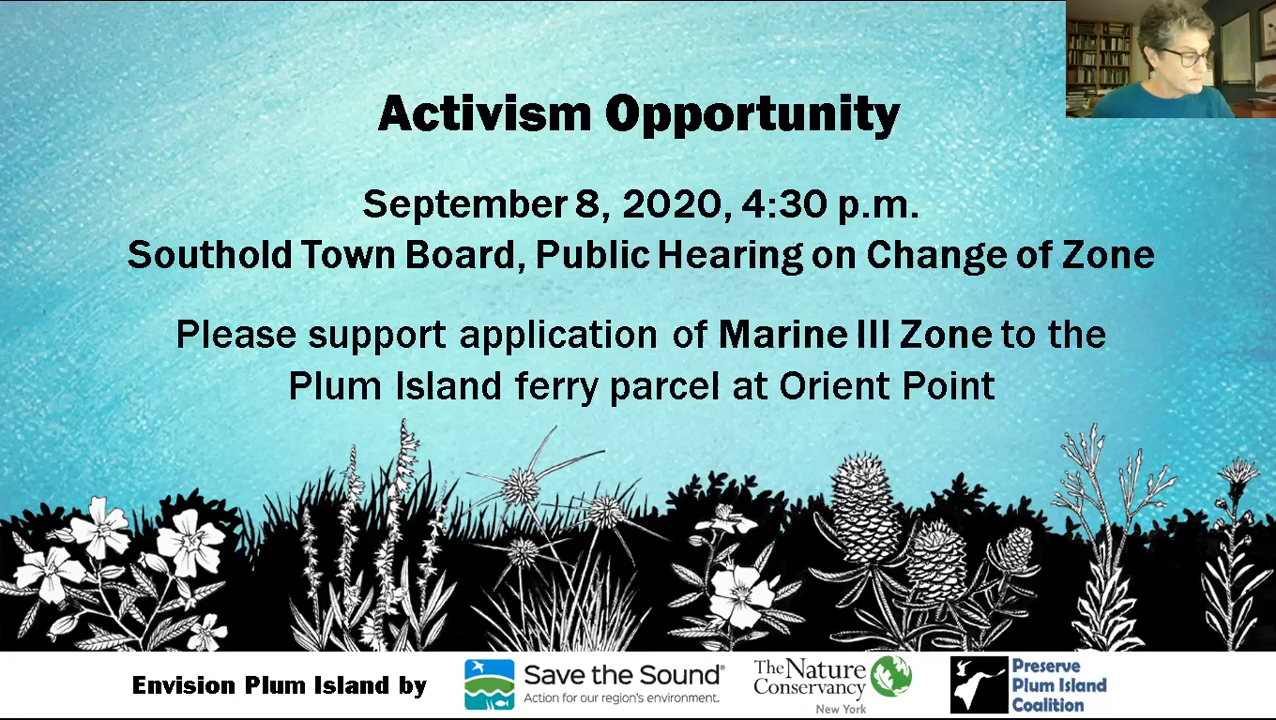 Activism Opportunity
September 8, 2020, 4:30 p.m.
Southold Town Board, Public Hearing on Change of Zone
Please support application of Marine III Zone to the
Plum Island ferry parcel at Orient Point
Envision Plum Island by
Save the Sound®
Action for our region's environment.
The Nature
Conservancy
New York
Preserve
Plum Island
Coalition